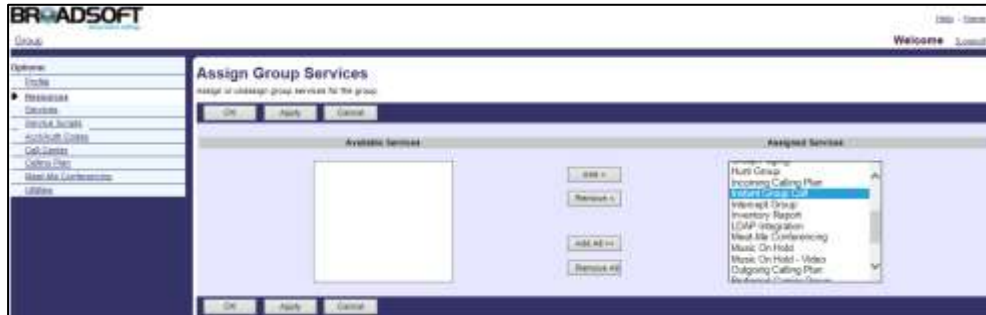 BROADSOFT
Help - Home
Group
Welcome [Logout]
Options:
Profile
Resources
Services
Service Scripts
Acct/Auth Codes
Call Center
Calling Plan
Meet-Me Conferencing
Utilities
Assign Group Services
Assign or unassign group services for the group.
OK Apply Cancel
Available Services Assigned Services
Add > 
Remove <
Add All >>
Remove All
Hunt Group
Incoming Calling Plan
Instant Group Call
Intercept Group
Inventory Report
LDAP Integration
Meet-Me Conferencing
Music On Hold
Music On Hold - Video
Outgoing Calling Plan
OK Apply Cancel